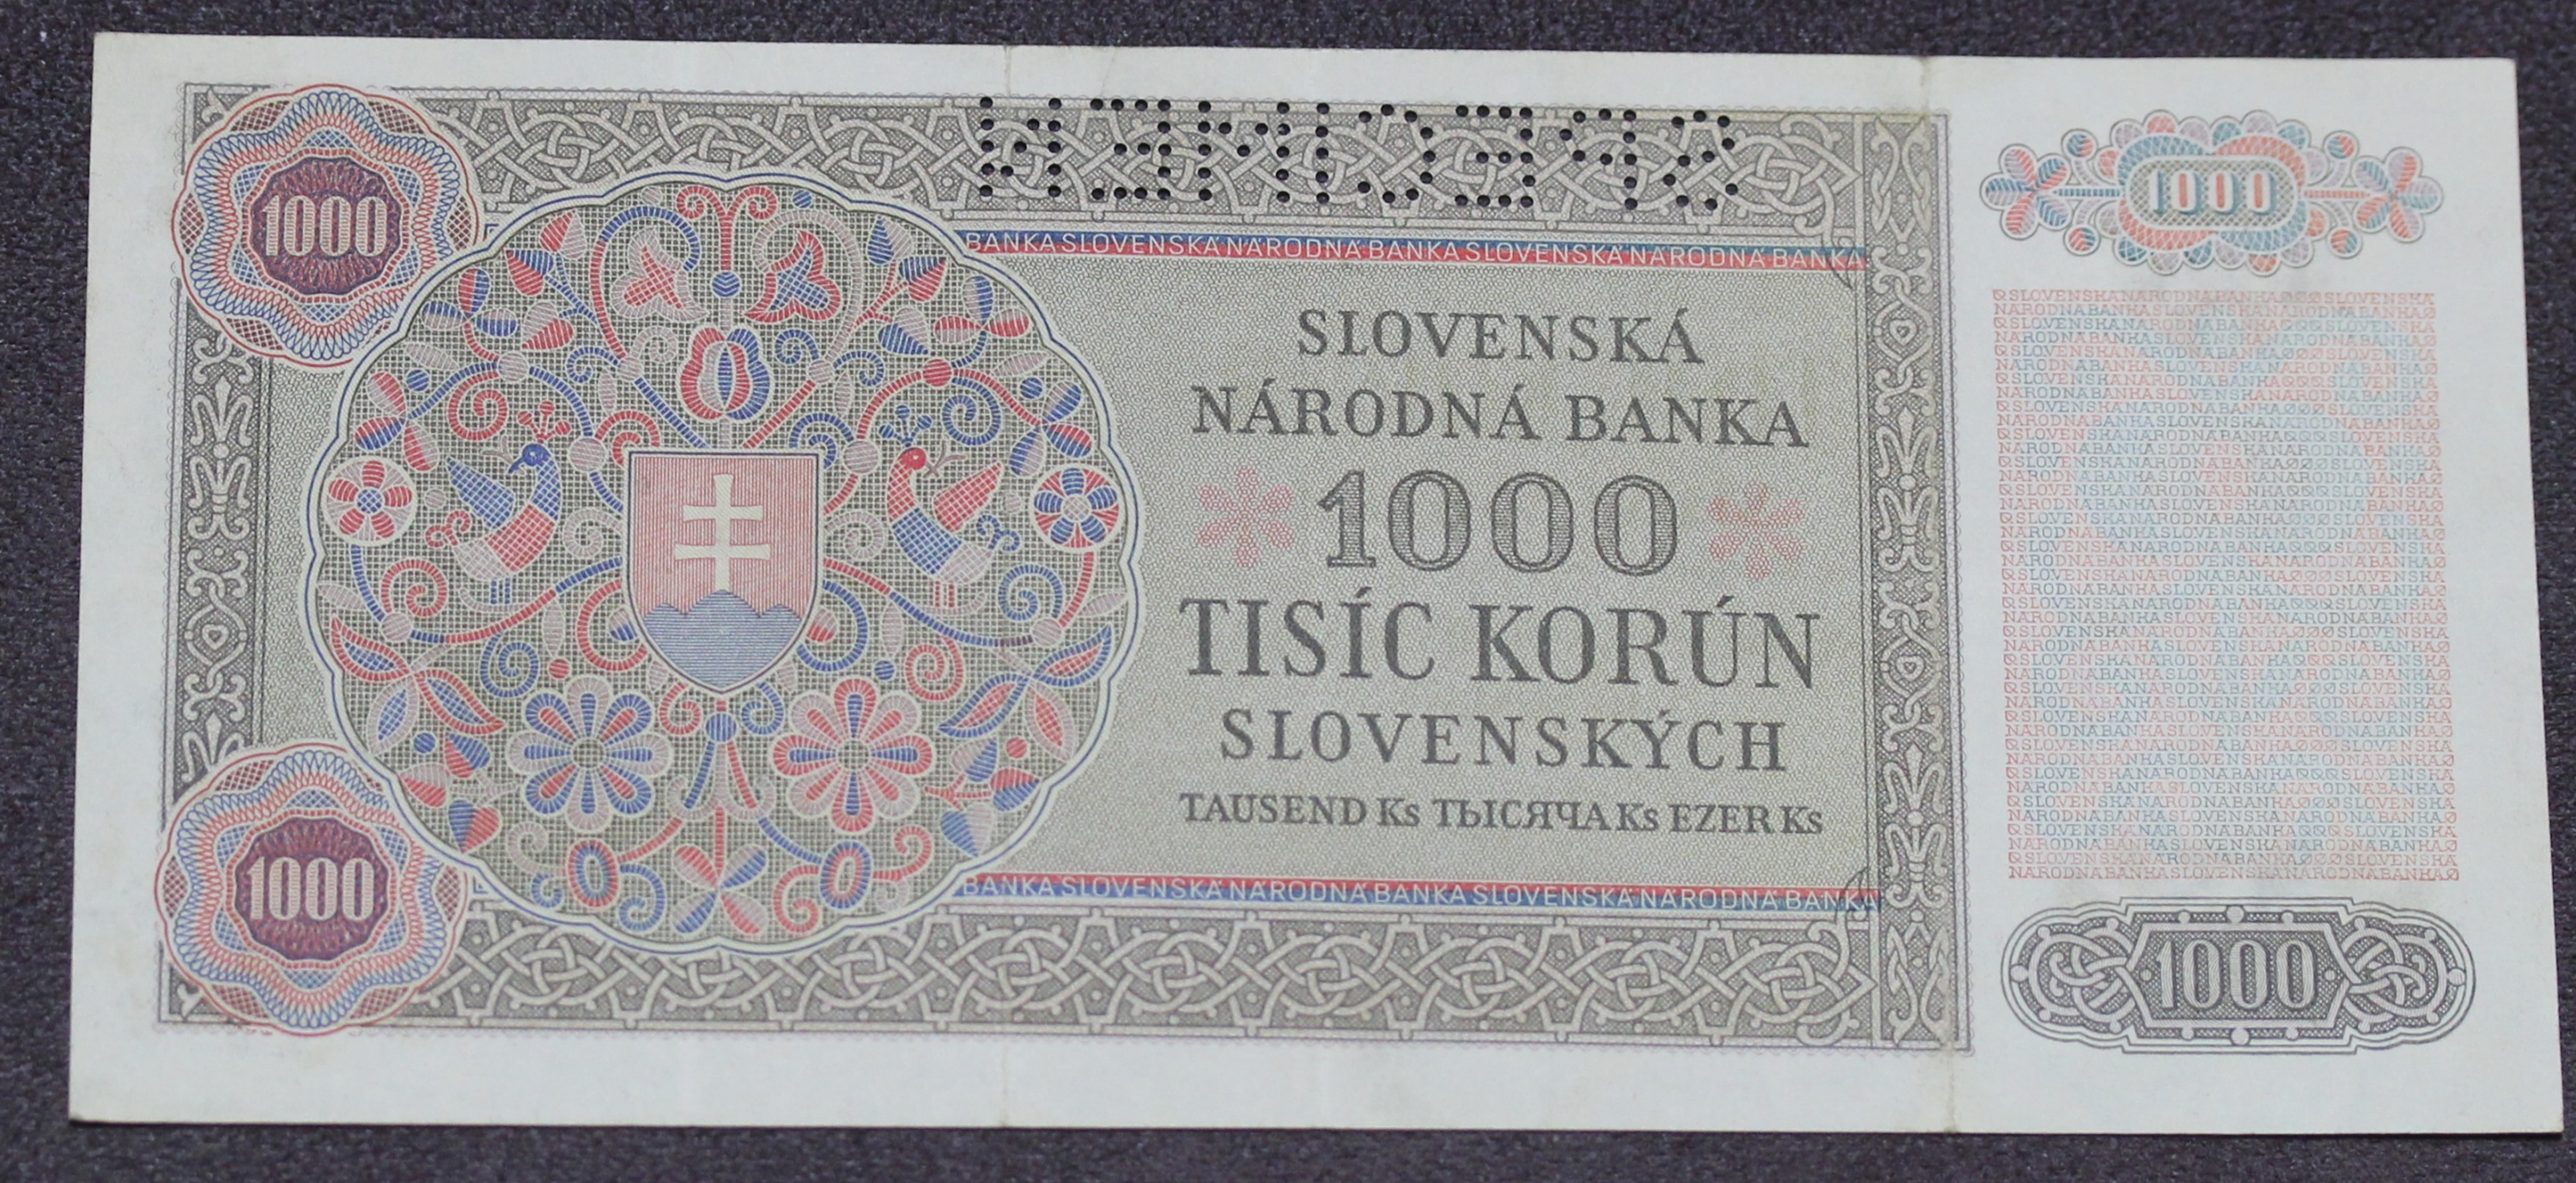 SPECIMEN
1000
1000
BANKA SLOVENSKÁ NÁRODNÁ BANKA SLOVENSKÁ NÁRODNÁ BANKA
SLOVENSKÁ
NÁRODNÁ BANKA
1000
TISÍC KORÚN
SLOVENSKÝCH
TAUSEND Ks ТЫСЯЧА Ks EZER Ks
BANKA SLOVENSKÁ NÁRODNÁ BANKA SLOVENSKÁ NÁRODNÁ BANKA
1000
1000